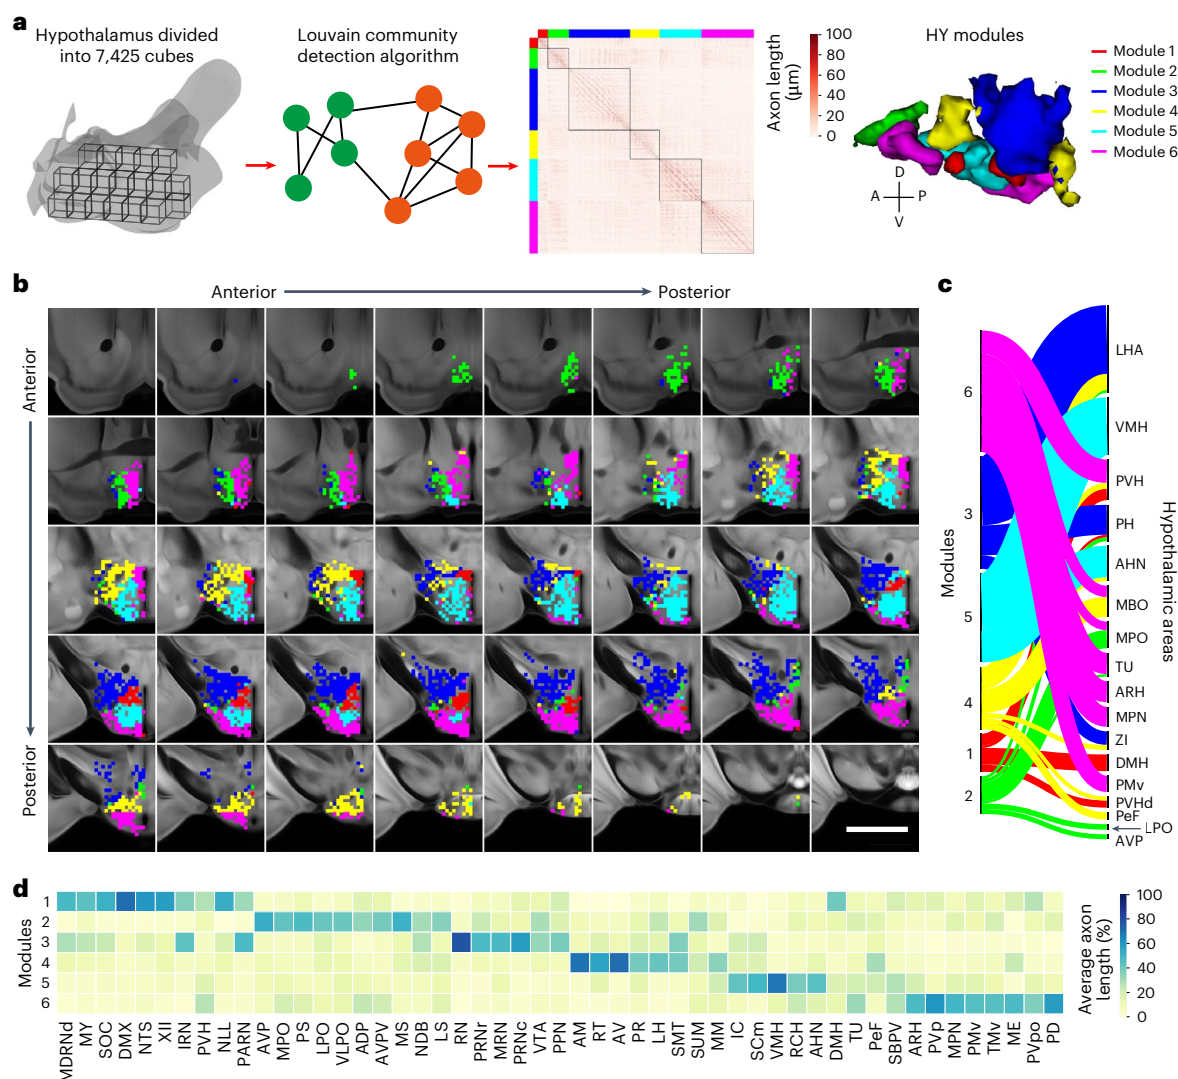 a
Hypothalamus divided
into 7,425 cubes
Louvain community
detection algorithm
Axon length
(μm)
100
80
60
40
20
0
HY modules
Module 1
Module 2
Module 3
Module 4
Module 5
Module 6
D
A
P
V
b
Anterior
Posterior
Anterior
Posterior
c
Modules
6
3
5
4
1
2
LHA
VMH
PVH
PH
AHN
MBO
MPO
TU
ARH
MPN
ZI
DMH
PMv
PVHd
PeF
LPO
AVP
Hypothalamic areas
d
Modules
1
2
3
4
5
6
MDRNd
MY
SOC
DMX
NTS
XII
IRN
PVH
NLL
PARN
AVP
MPO
PS
LPO
VLPO
ADP
AVPV
MS
NDB
LS
RN
PRNr
MRN
PRNc
VTA
PPN
AM
RT
AV
PR
LH
SMT
SUM
MM
IC
SCm
VMH
RCH
AHN
DMH
TU
PeF
SBPV
ARH
PVp
MPN
PMv
TMv
ME
PVpo
PD
Average axon
length (%)
100
80
60
40
20
0